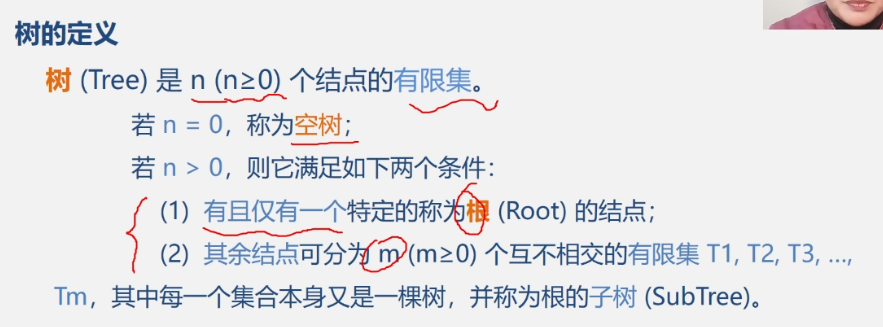 树的定义
树 (Tree) 是 n (n≥0) 个结点的有限集。
若 n = 0，称为空树；
若 n > 0，则它满足如下两个条件：
(1) 有且仅有一个特定的称为根 (Root) 的结点；
(2) 其余结点可分为 m (m≥0) 个互不相交的有限集 T1, T2, T3, …,
Tm，其中每一个集合本身又是一棵树，并称为根的子树 (SubTree)。